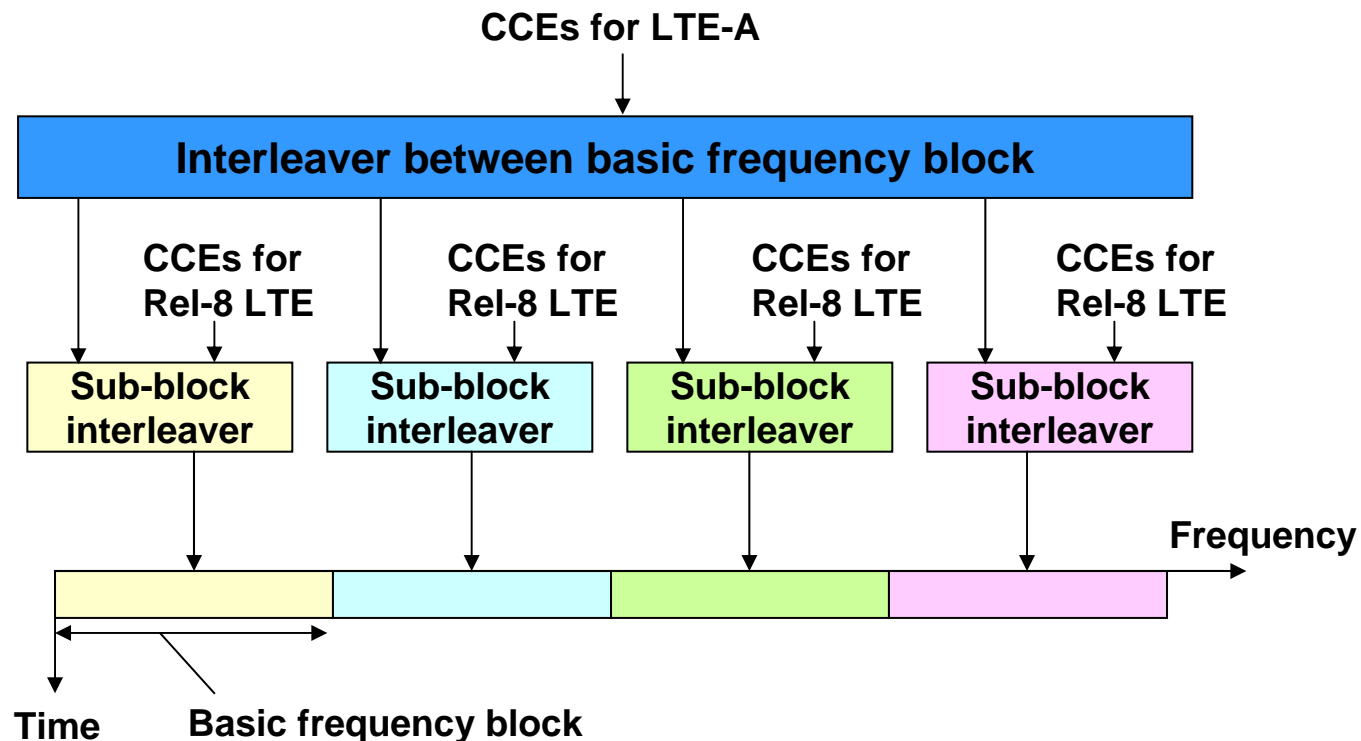 CCEs for LTE-A
Interleaver between basic frequency block
CCEs for
Rel-8 LTE
CCEs for
Rel-8 LTE
CCEs for
Rel-8 LTE
CCEs for
Rel-8 LTE
Sub-block
interleaver
Sub-block
interleaver
Sub-block
interleaver
Sub-block
interleaver
Frequency
Time
Basic frequency block